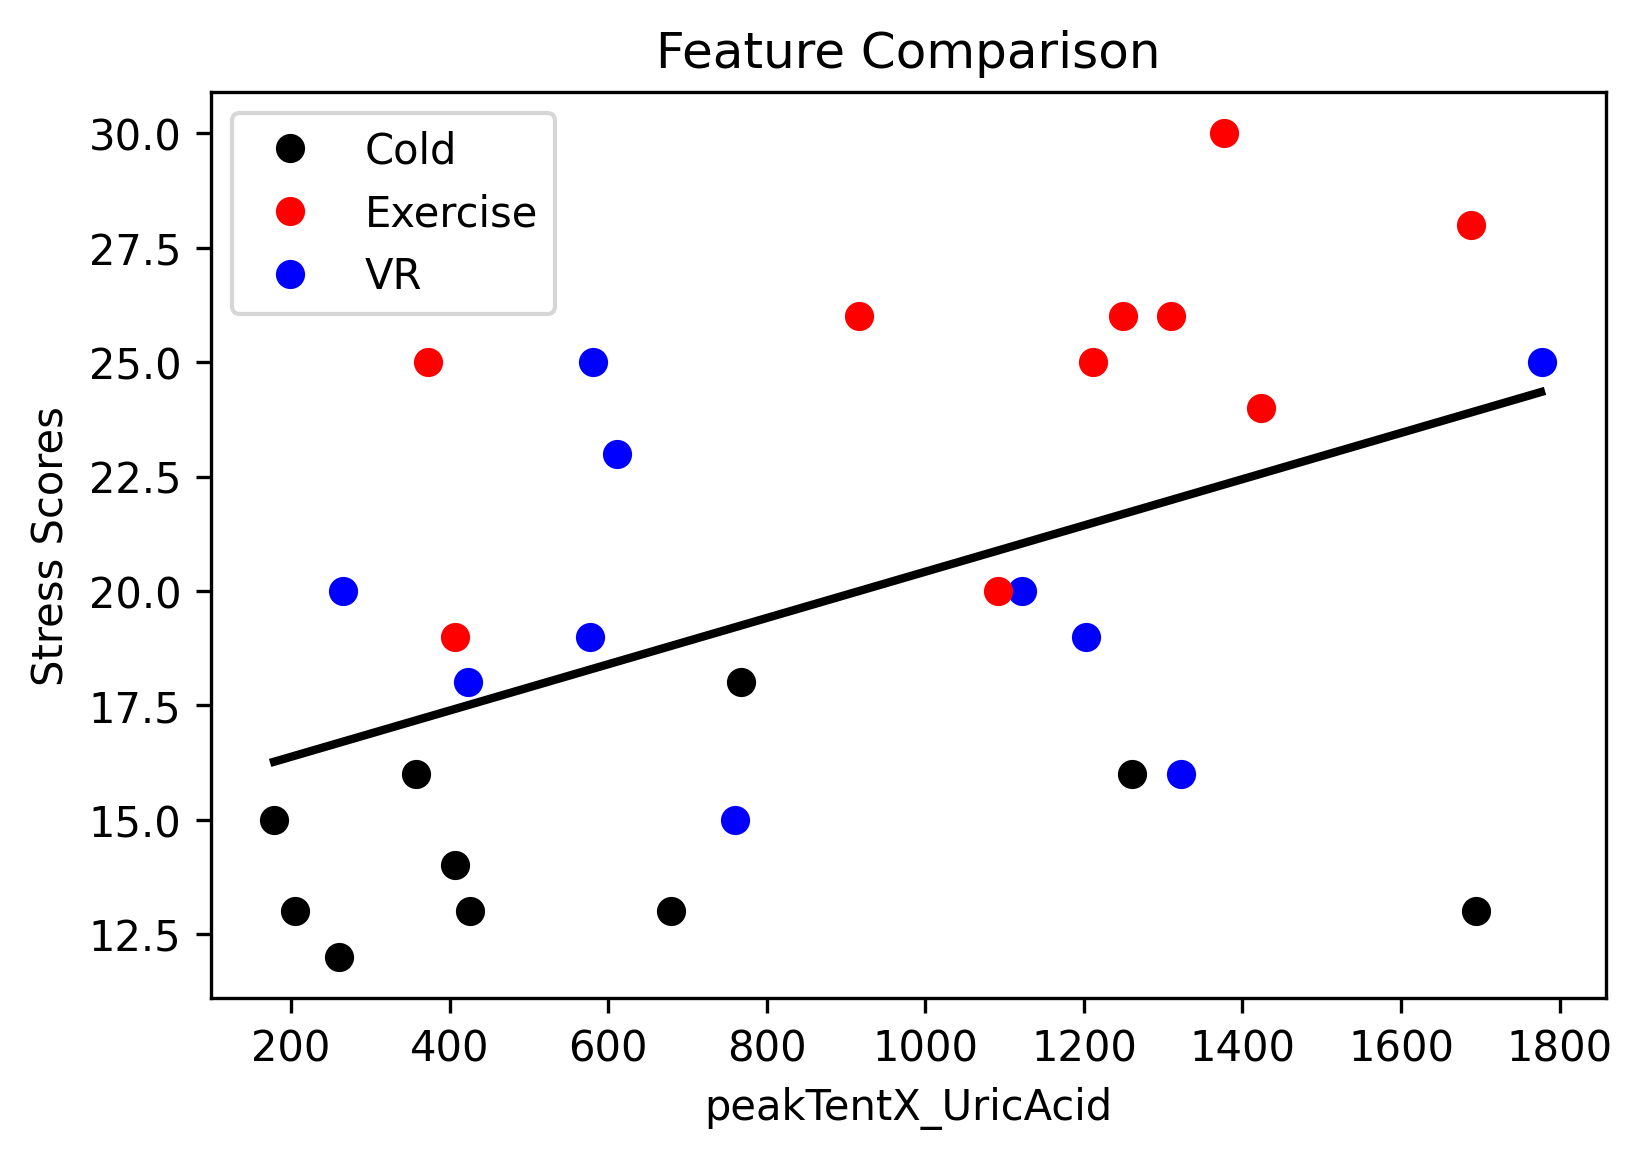 Feature Comparison
Cold
Exercise
VR
30.0
27.5
25.0
22.5
20.0
17.5
15.0
12.5
Stress Scores
200 400 600 800 1000 1200 1400 1600 1800
peakTentX_UricAcid